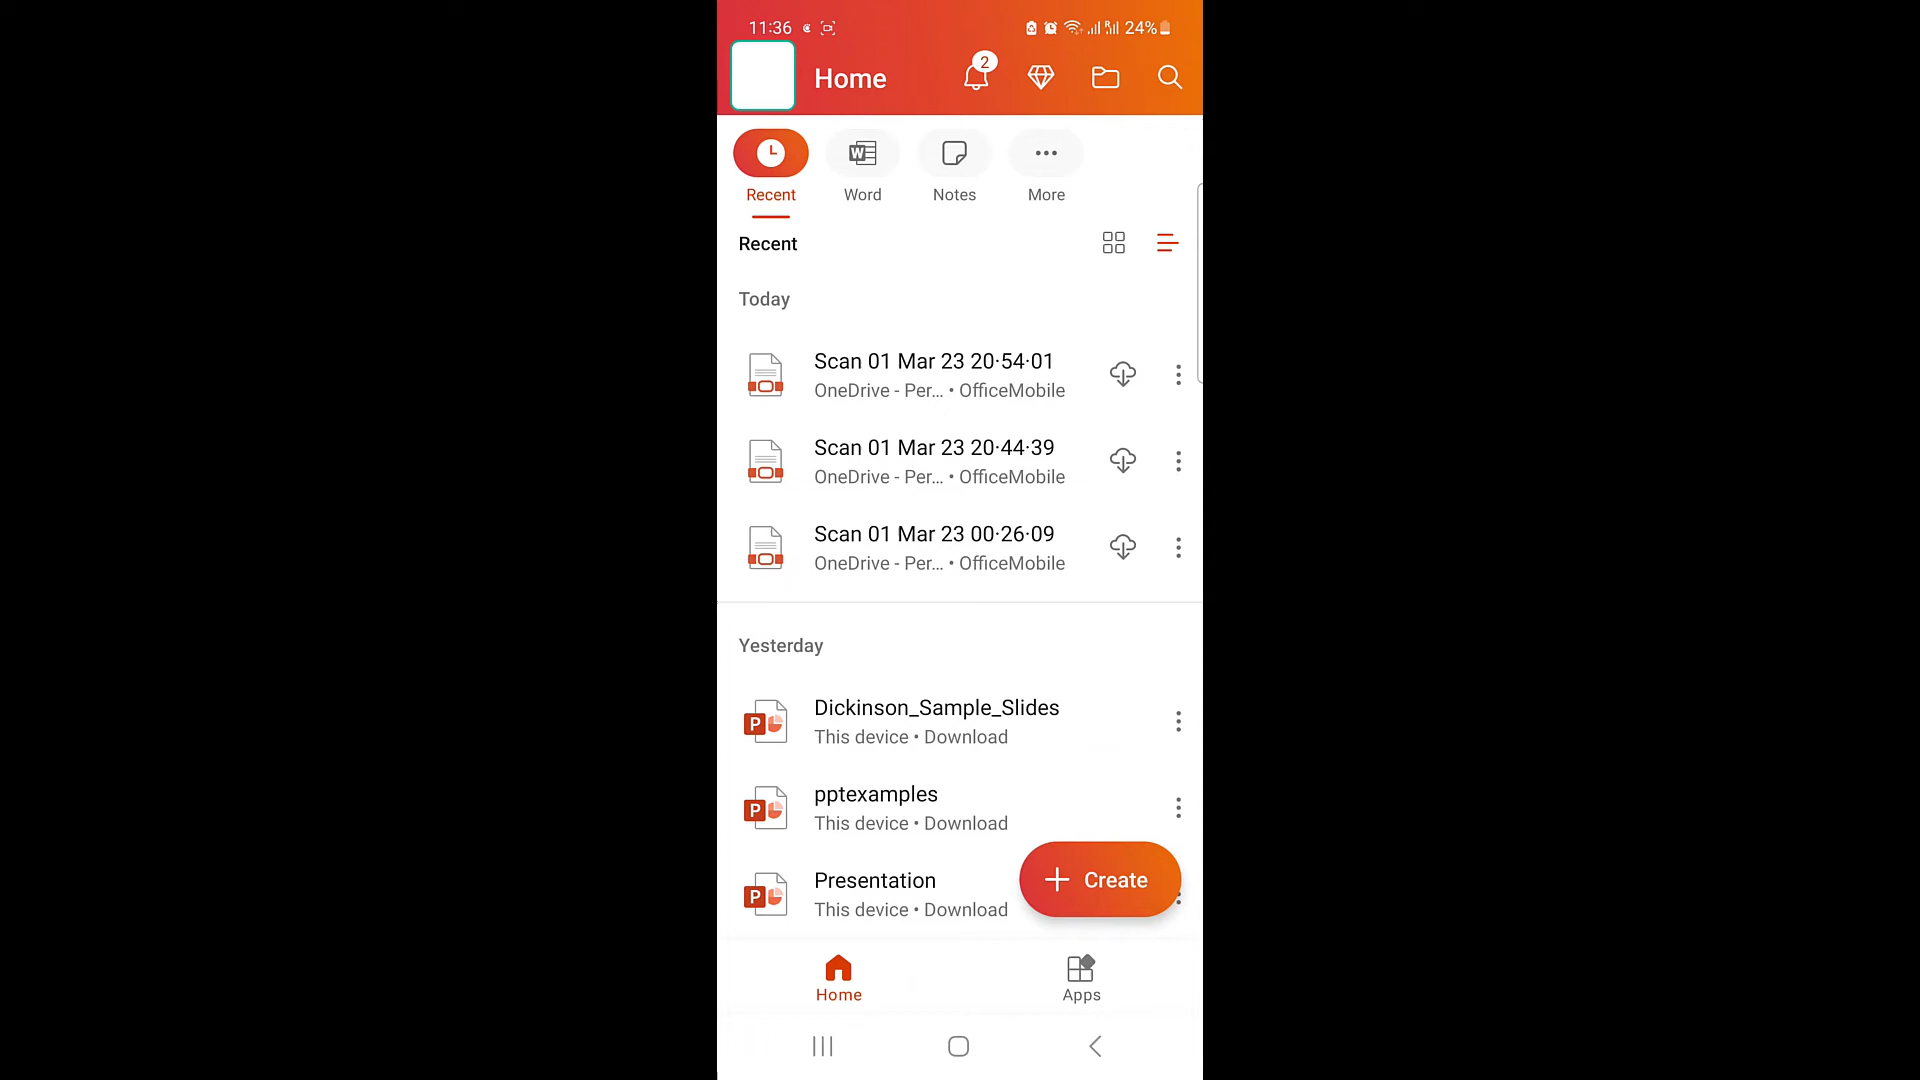 11:36
24%
Home
2
Recent
Word
Notes
More
Recent
Today
Scan 01 Mar 23 20·54·01
OneDrive - Per... • OfficeMobile
Scan 01 Mar 23 20·44·39
OneDrive - Per... • OfficeMobile
Scan 01 Mar 23 00·26·09
OneDrive - Per... • OfficeMobile
Yesterday
Dickinson_Sample_Slides
This device • Download
pptexamples
This device • Download
Presentation
This device • Download
Create
Home
Apps